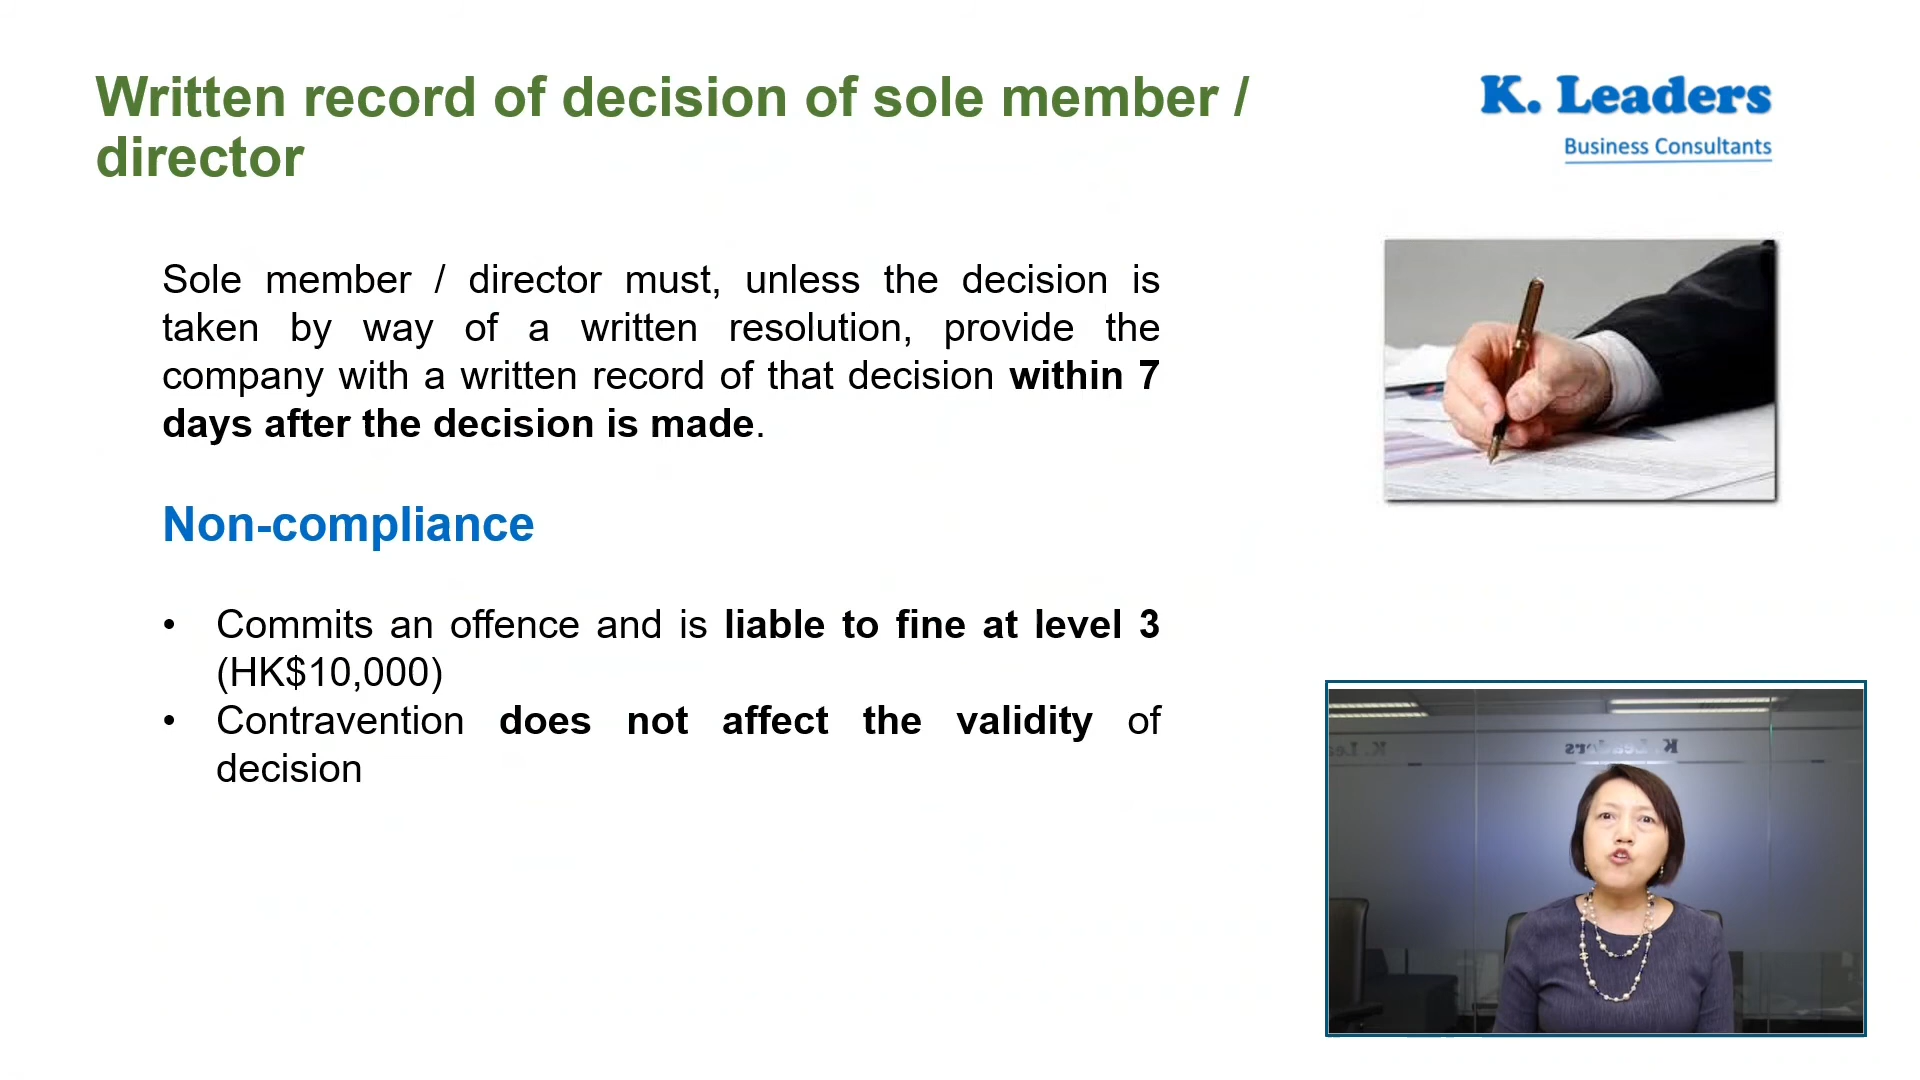 Written record of decision of sole member /
director
K. Leaders
Business Consultants
Sole member / director must, unless the decision is
taken by way of a written resolution, provide the
company with a written record of that decision within 7
days after the decision is made.
Non-compliance
• Commits an offence and is liable to fine at level 3
(HK$10,000)
• Contravention does not affect the validity of
decision
K. Lea
K. Leaders